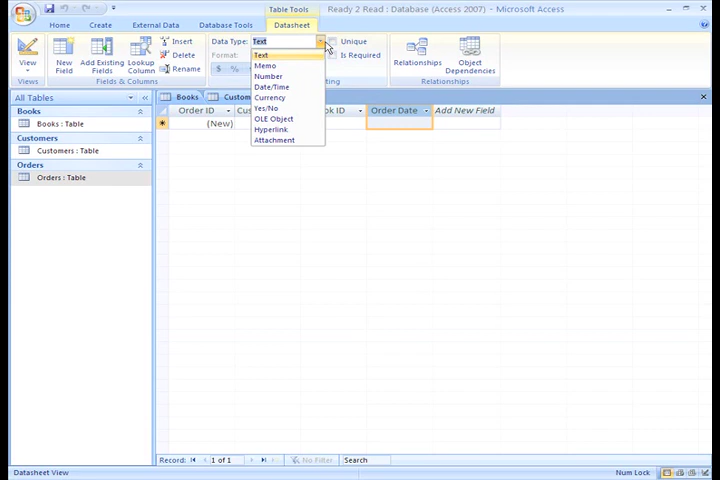 Table Tools
Ready 2 Read : Database (Access 2007) - Microsoft Access
Home
Create
External Data
Database Tools
Datasheet
View
New Field
Add Existing Fields
Lookup Column
Insert
Delete
Rename
Data Type: Text
Format:
$ %
Unique
Is Required
Relationships
Object Dependencies
Views
Fields & Columns
Relationships
Text
Memo
Number
Date/Time
Currency
Yes/No
OLE Object
Hyperlink
Attachment
All Tables
Books
Books : Table
Customers
Customers : Table
Orders
Orders : Table
Books
Order ID
Order Date
Add New Field
(New)
Record:
1 of 1
No Filter
Search
Datasheet View
Num Lock